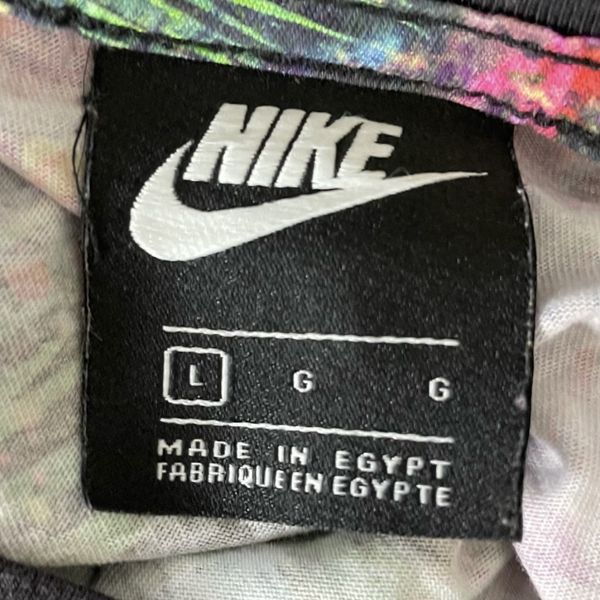 NIKE
L G G
MADE IN EGYPT
FABRIQUE EN EGYPTE